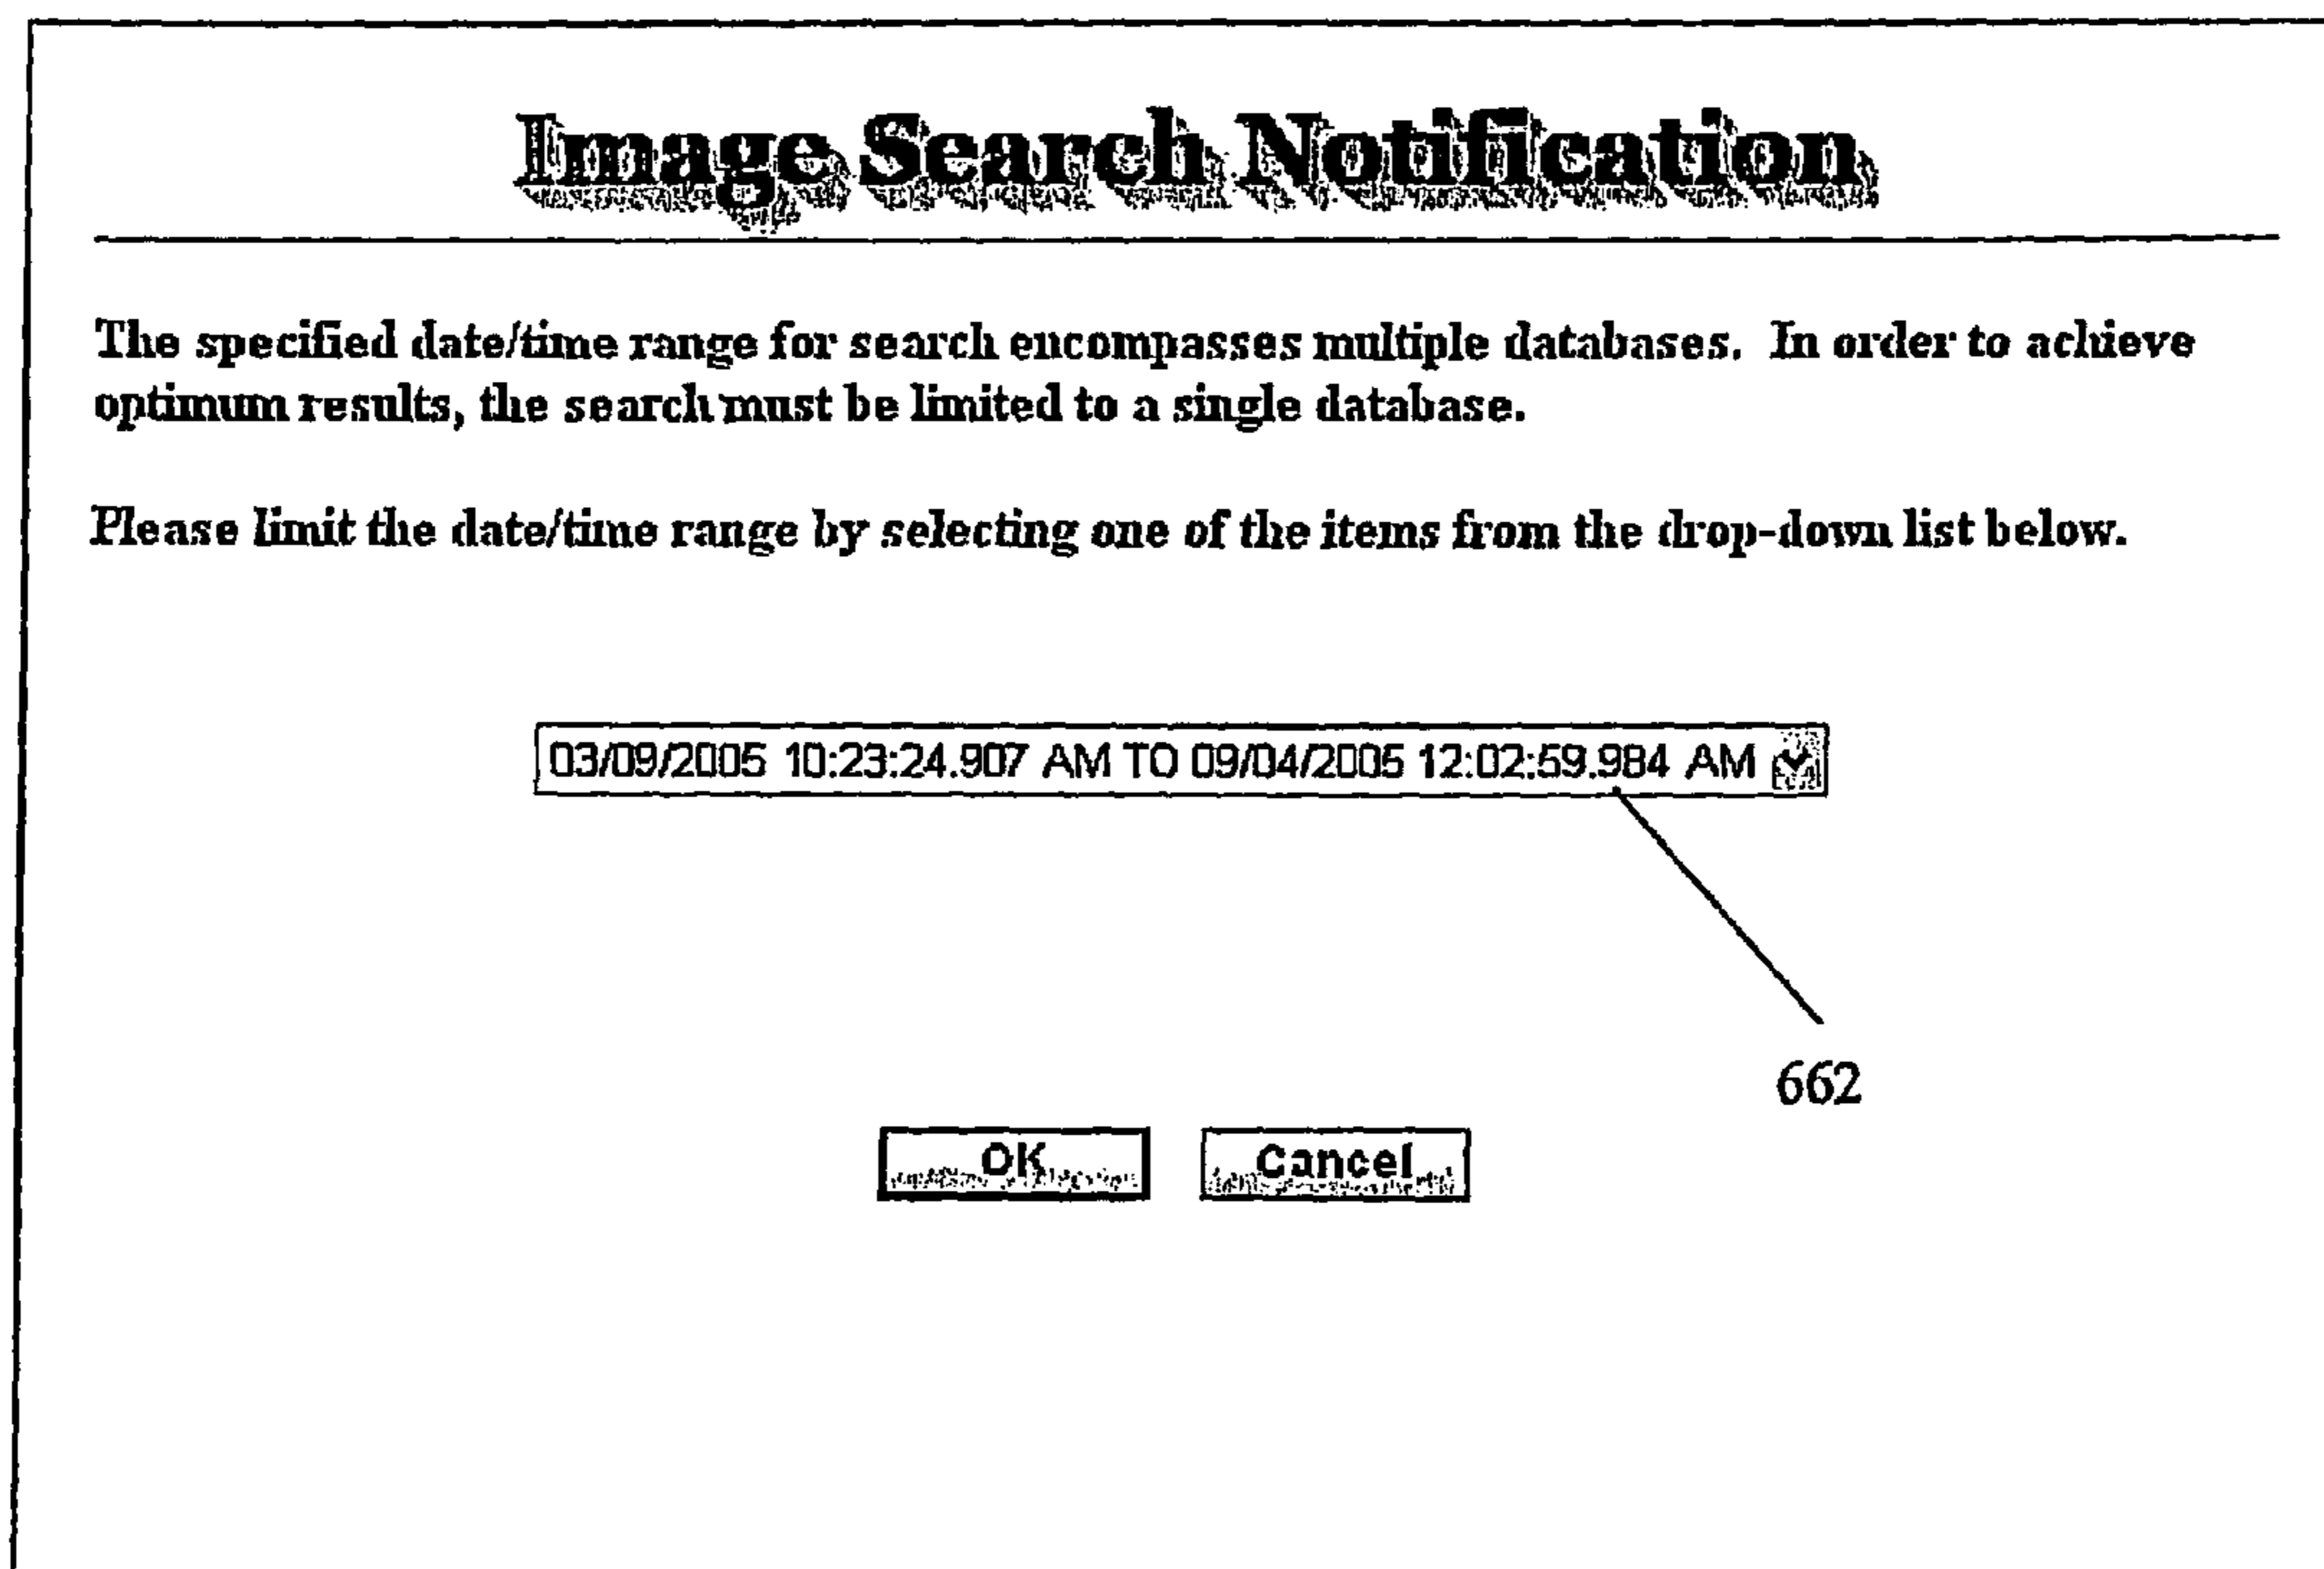 Image Search Notification
The specified date/time range for search encompasses multiple databases.  In order to achieve
optimum results, the search must be limited to a single database.
Please limit the date/time range by selecting one of the items from the drop-down list below.
03/09/2005 10:23:24.907 AM TO 09/04/2005 12:02:59.984 AM
662
OK Cancel